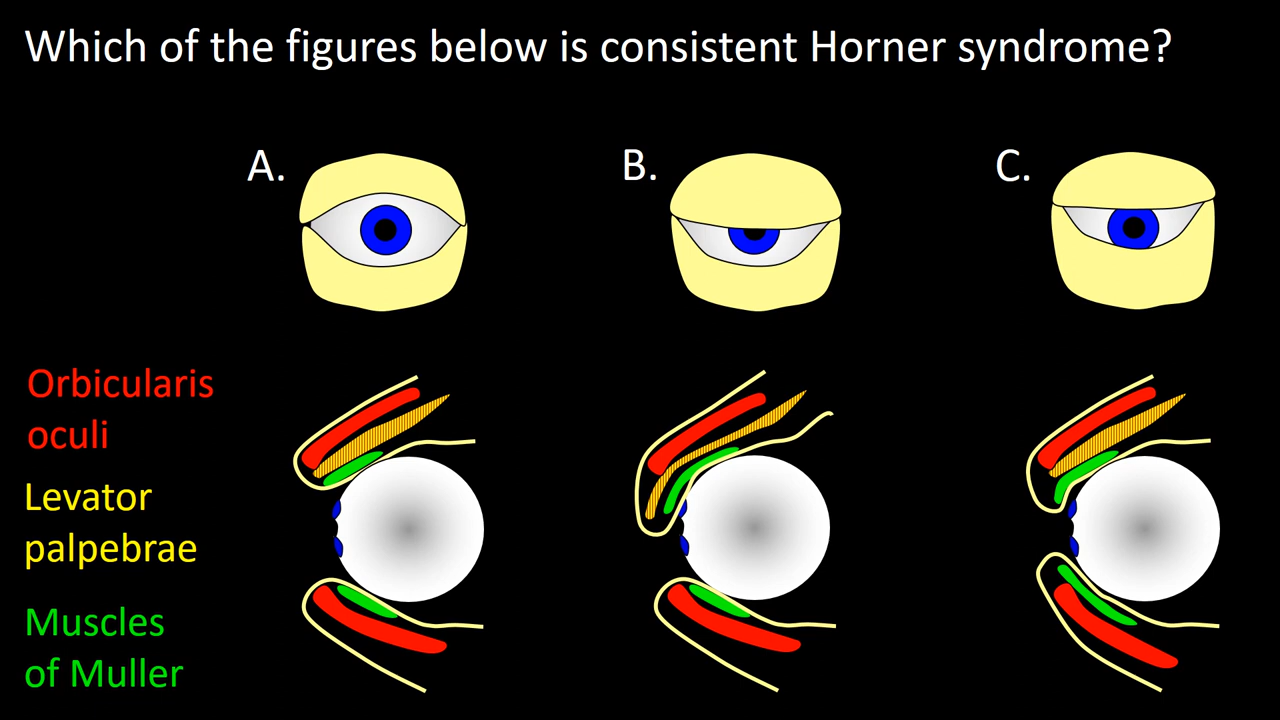 Which of the figures below is consistent Horner syndrome?
A.
B.
C.
Orbicularis
oculi
Levator
palpebrae
Muscles
of Muller